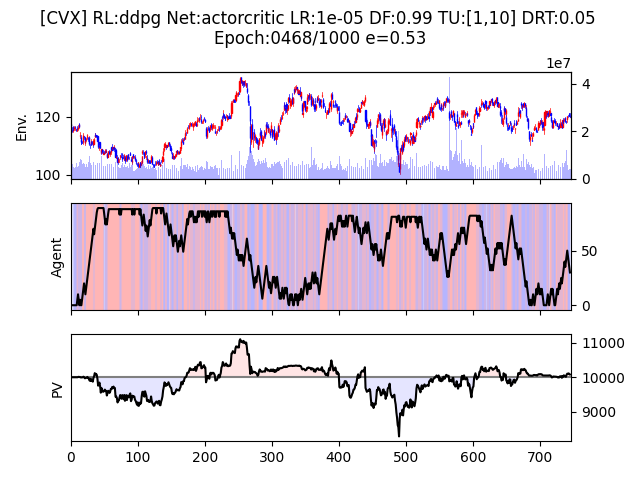 [CVX] RL:ddpg Net:actorcritic LR:1e-05 DF:0.99 TU:[1,10] DRT:0.05
Epoch:0468/1000 e=0.53
1e7
Env.
120
100
4
2
0
Agent
50
0
PV
11000
10000
9000
0 100 200 300 400 500 600 700